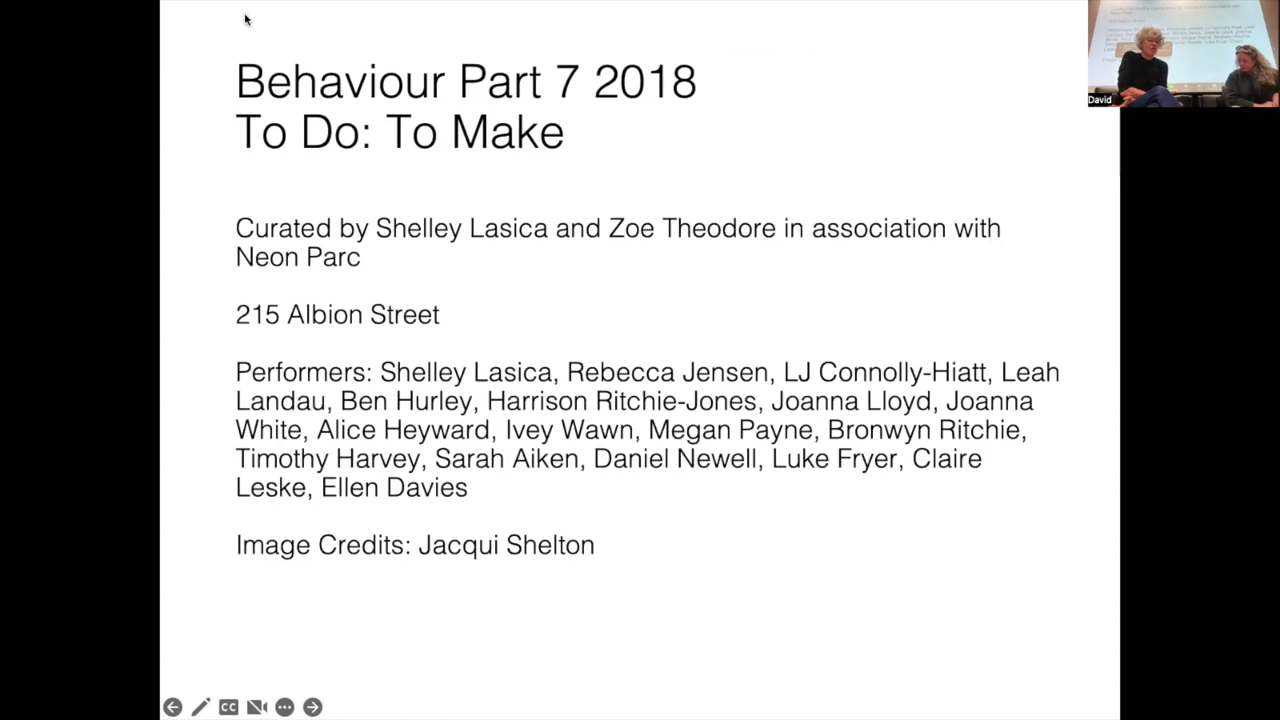 Behaviour Part 7 2018
To Do: To Make
Curated by Shelley Lasica and Zoe Theodore in association with
Neon Parc
215 Albion Street
Performers: Shelley Lasica, Rebecca Jensen, LJ Connolly-Hiatt, Leah
Landau, Ben Hurley, Harrison Ritchie-Jones, Joanna Lloyd, Joanna
White, Alice Heyward, Ivey Wawn, Megan Payne, Bronwyn Ritchie,
Timothy Harvey, Sarah Aiken, Daniel Newell, Luke Fryer, Claire
Leske, Ellen Davies
Image Credits: Jacqui Shelton
David
CC